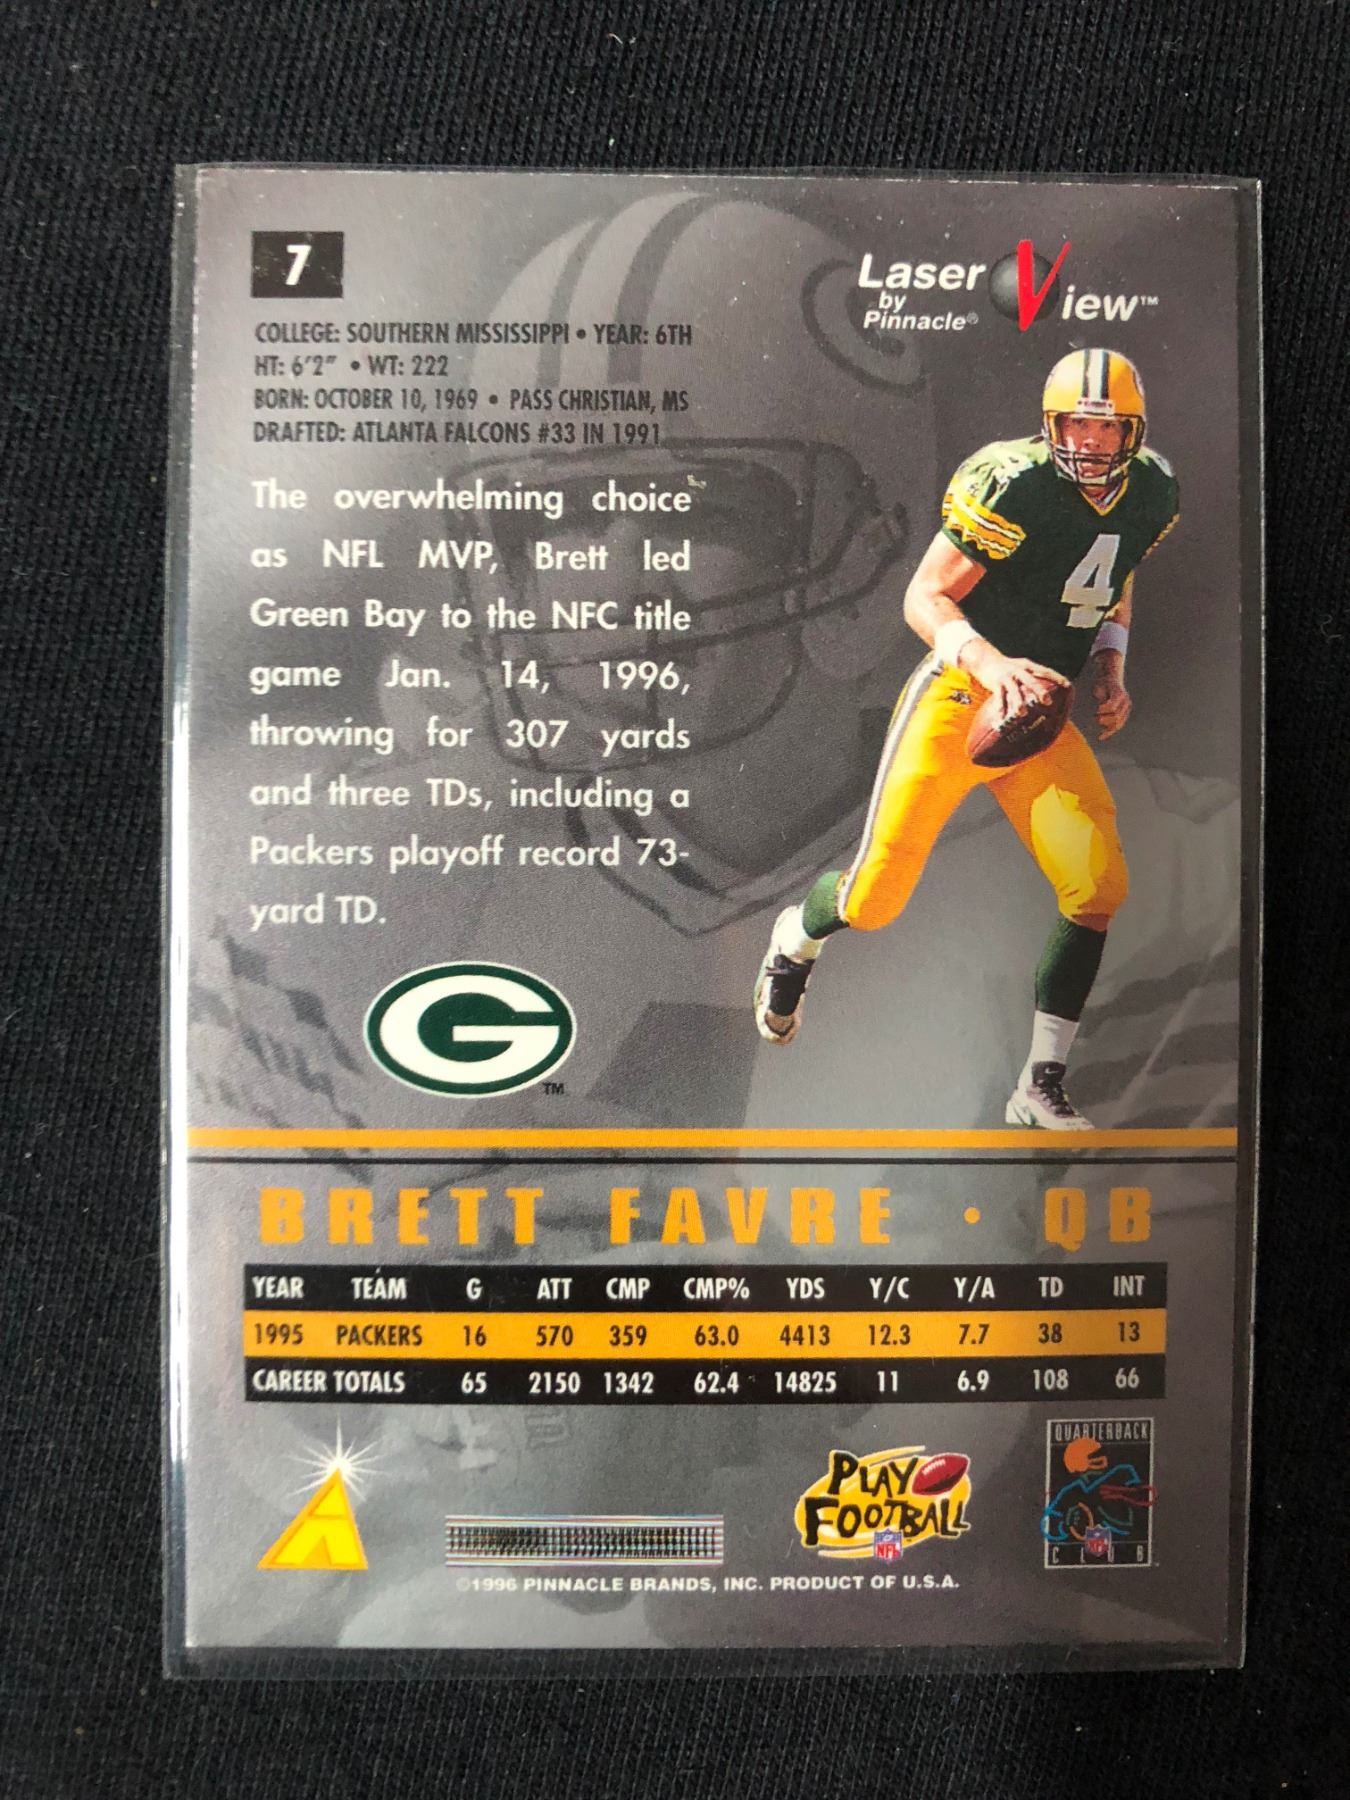 7
Laser View™
by
Pinnacle®
COLLEGE: SOUTHERN MISSISSIPPI • YEAR: 6TH
HT: 6'2" • WT: 222
BORN: OCTOBER 10, 1969 • PASS CHRISTIAN, MS
DRAFTED: ATLANTA FALCONS #33 IN 1991
The overwhelming choice
as NFL MVP, Brett led
Green Bay to the NFC title
game Jan. 14, 1996,
throwing for 307 yards
and three TDs, including a
Packers playoff record 73-
yard TD.
4
4
G
TM
BRETT FAVRE • QB
YEAR TEAM G ATT CMP CMP% YDS Y/C Y/A TD INT
1995 PACKERS 16 570 359 63.0 4413 12.3 7.7 38 13
CAREER TOTALS 65 2150 1342 62.4 14825 11 6.9 108 66
PLAY
FOOTBALL
NFL
QUARTERBACK
NFL
CLUB
©1996 PINNACLE BRANDS, INC. PRODUCT OF U.S.A.